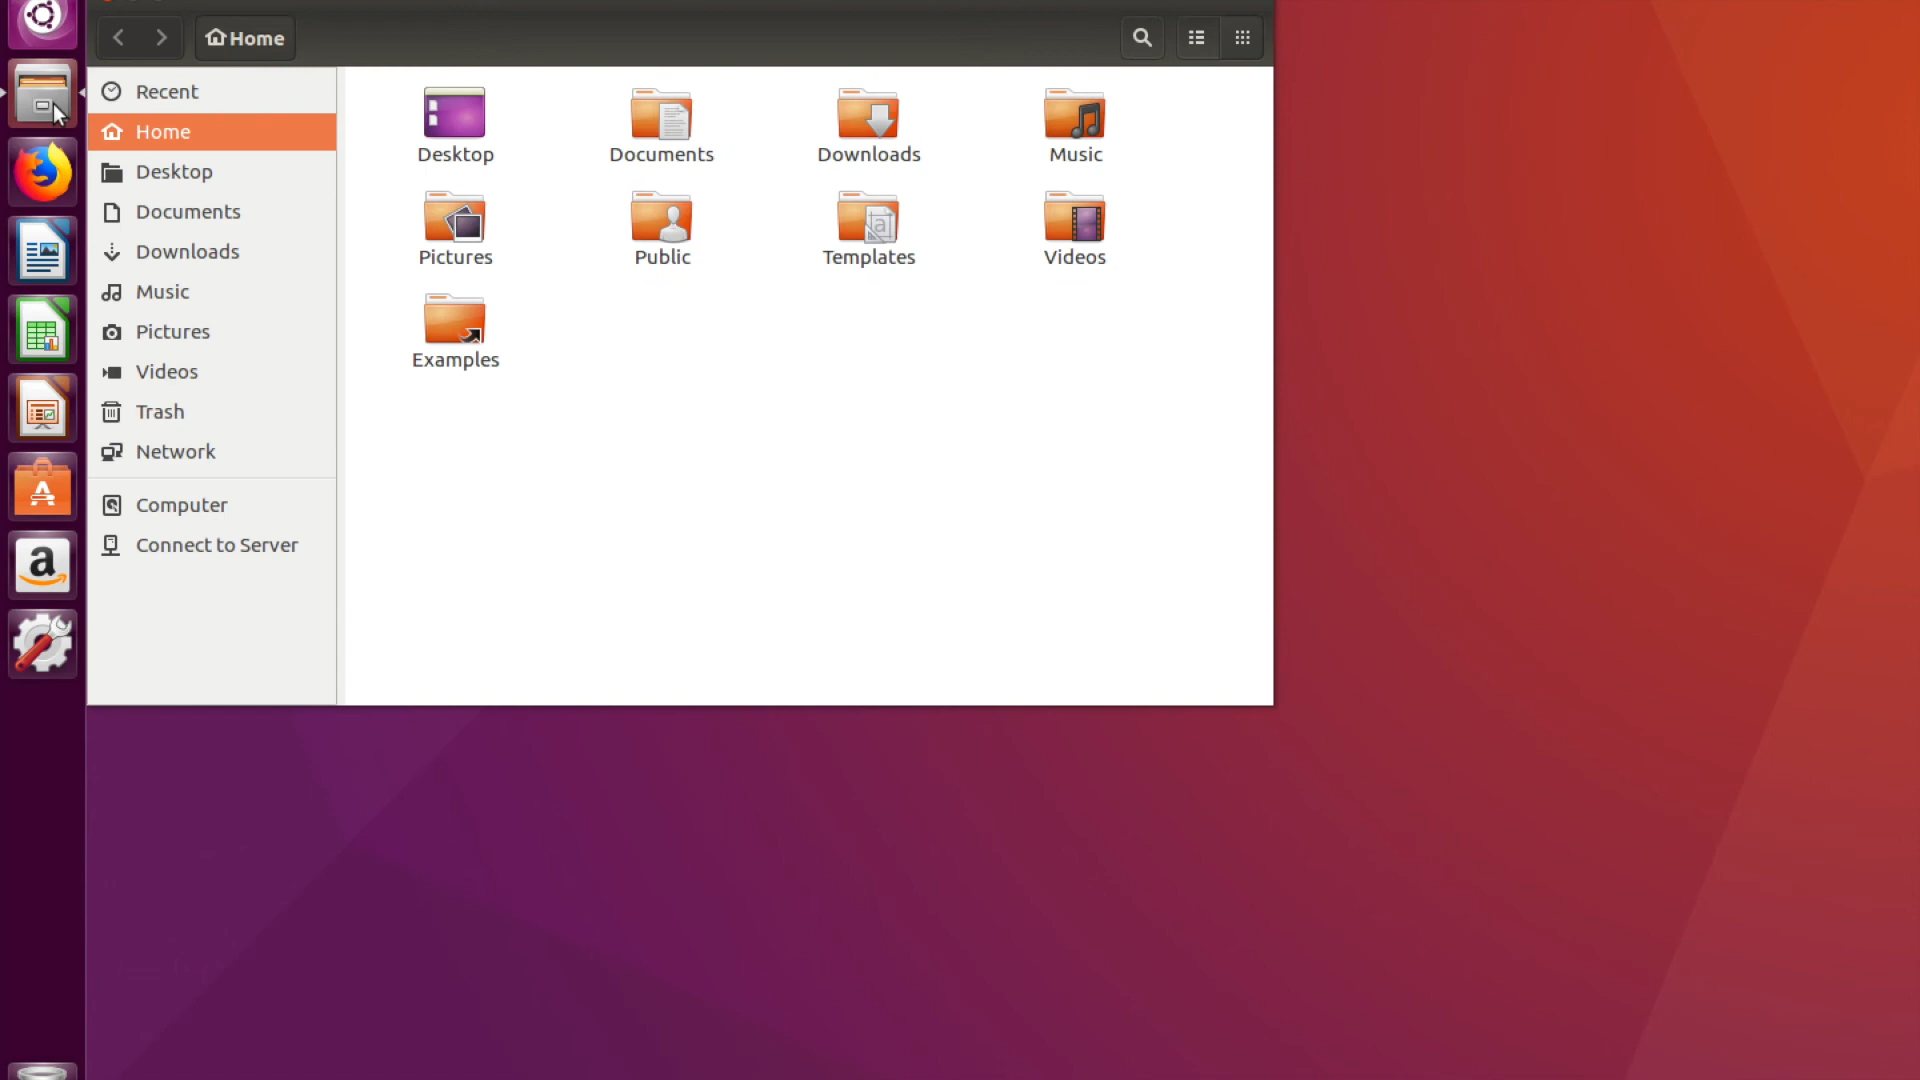 Home
Recent
Home
Desktop
Documents
Downloads
Music
Pictures
Videos
Trash
Network
Computer
Connect to Server
Desktop
Documents
Downloads
Music
Pictures
Public
Templates
Videos
Examples